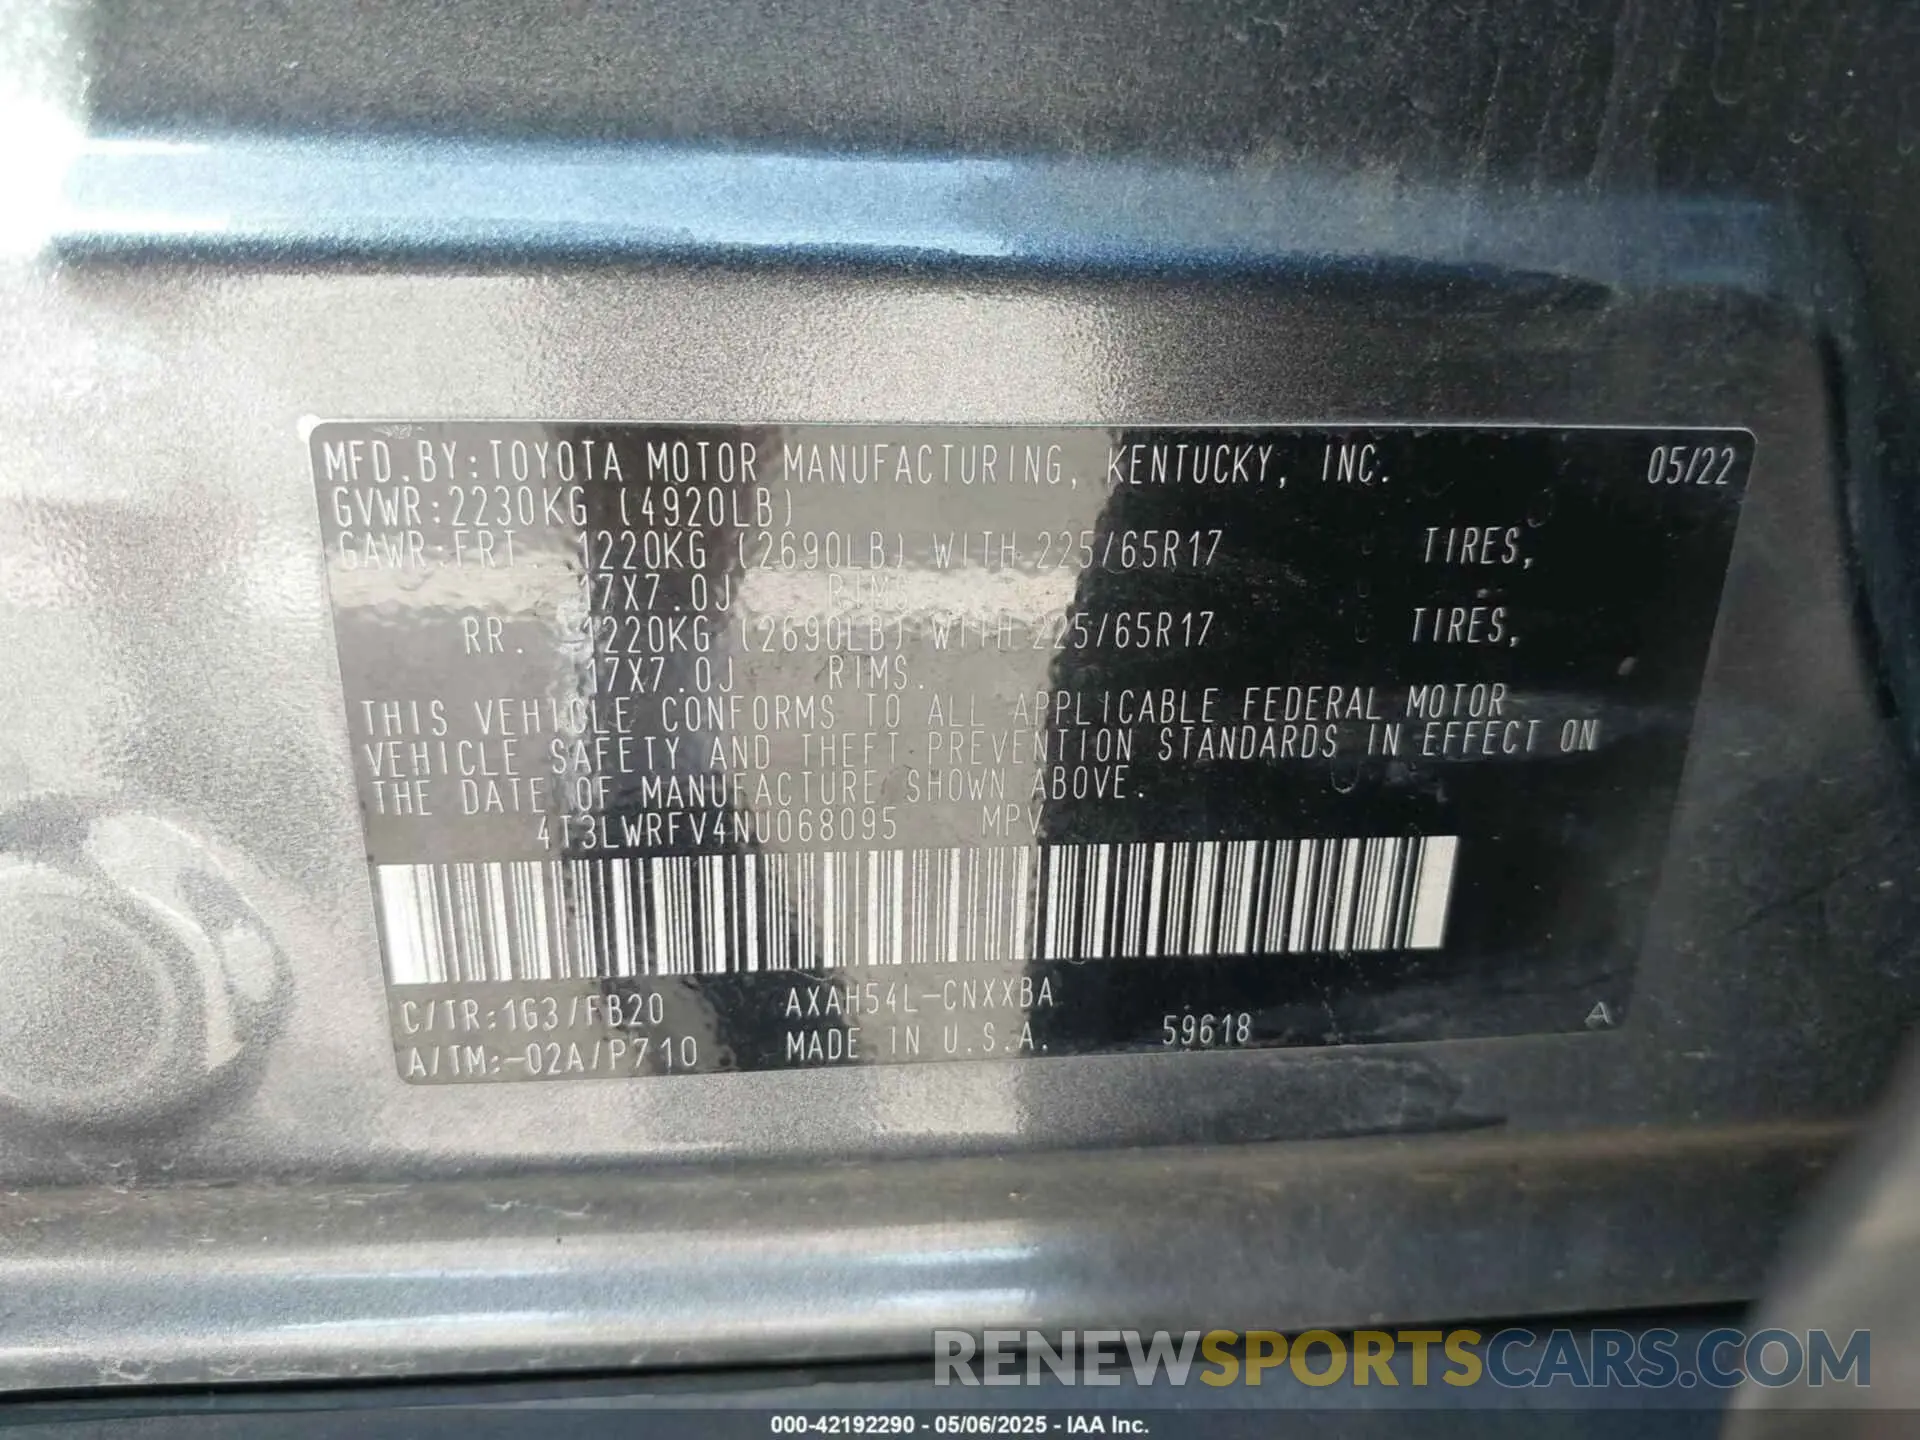 MFD.BY:TOYOTA MOTOR MANUFACTURING, KENTUCKY, INC. 05/22
GVWR:2230KG (4920LB)
GAWR:FRT. 1220KG (2690LB) WITH 225/65R17 TIRES,
17X7.0J RIMS
RR. 1220KG (2690LB) WITH 225/65R17 TIRES,
17X7.0J RIMS.
THIS VEHICLE CONFORMS TO ALL APPLICABLE FEDERAL MOTOR
VEHICLE SAFETY AND THEFT PREVENTION STANDARDS IN EFFECT ON
THE DATE OF MANUFACTURE SHOWN ABOVE.
4T3LWRFV4NU068095 MPV
C/TR:1G3/FB20 AXAH54L-CNXXBA
A/TM:-02A/P710 MADE IN U.S.A. 59618 A
RENEWSPORTSCARS.COM
000-42192290 - 05/06/2025 - IAA Inc.